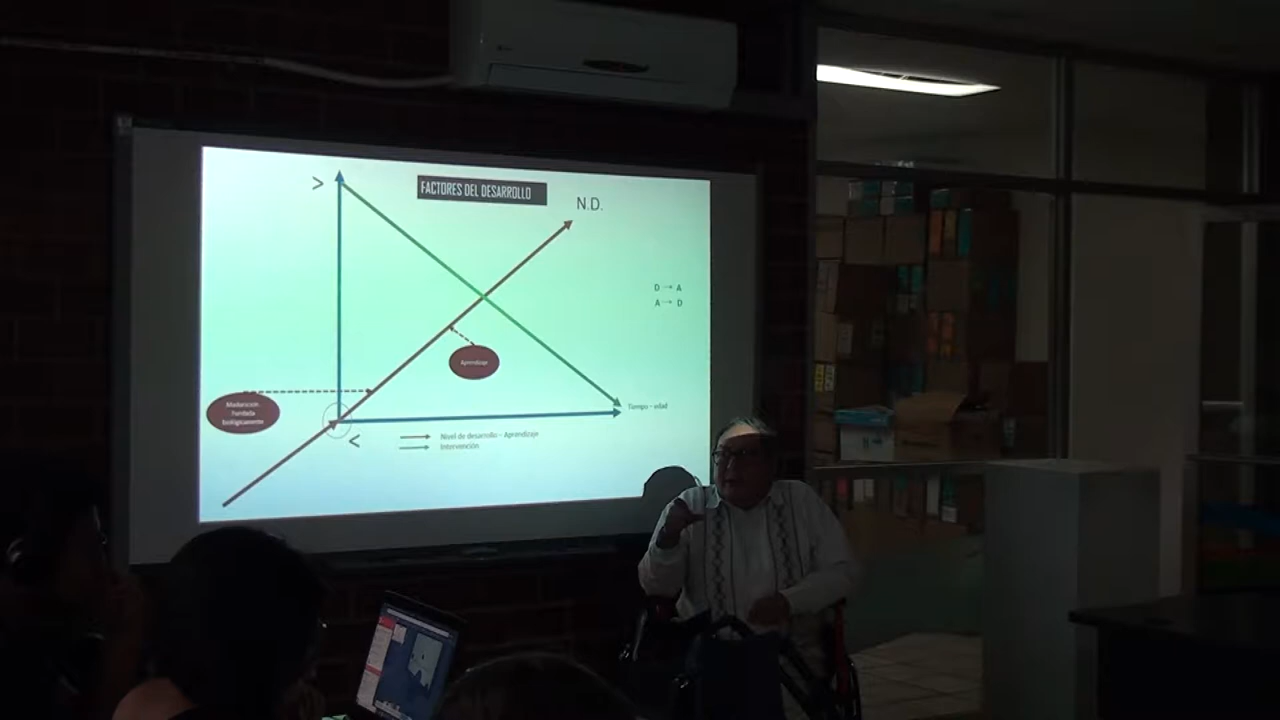 >
FACTORES DEL DESARROLLO
N.D.
D → A
A → D
Aprendizaje
Maduración
Fundada
Biológicamente
Tiempo - edad
<
Nivel de desarrollo - Aprendizaje
Intervención